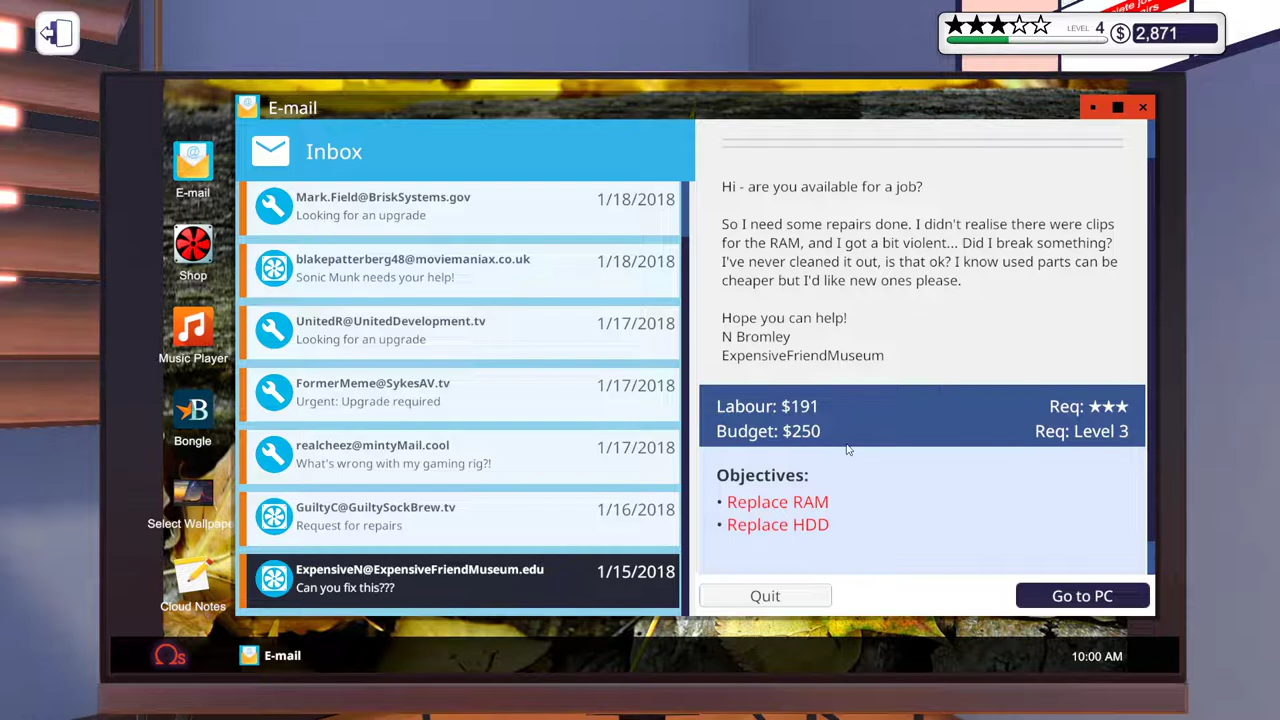 lete jo
airs
LEVEL 4
$ 2,871
E-mail
Inbox
Mark.Field@BriskSystems.gov 1/18/2018
Looking for an upgrade
blakepatterberg48@moviemaniax.co.uk 1/18/2018
Sonic Munk needs your help!
UnitedR@UnitedDevelopment.tv 1/17/2018
Looking for an upgrade
FormerMeme@SykesAV.tv 1/17/2018
Urgent: Upgrade required
realcheez@mintyMail.cool 1/17/2018
What's wrong with my gaming rig?!
GuiltyC@GuiltySockBrew.tv 1/16/2018
Request for repairs
ExpensiveN@ExpensiveFriendMuseum.edu 1/15/2018
Can you fix this???
Hi - are you available for a job?
So I need some repairs done. I didn't realise there were clips
for the RAM, and I got a bit violent... Did I break something?
I've never cleaned it out, is that ok? I know used parts can be
cheaper but I'd like new ones please.
Hope you can help!
N Bromley
ExpensiveFriendMuseum
Labour: $191 Req: ★★★
Budget: $250 Req: Level 3
Objectives:
• Replace RAM
• Replace HDD
Quit
Go to PC
E-mail
Shop
Music Player
B
Bongle
Select Wallpape
Cloud Notes
Ωs
E-mail
10:00 AM